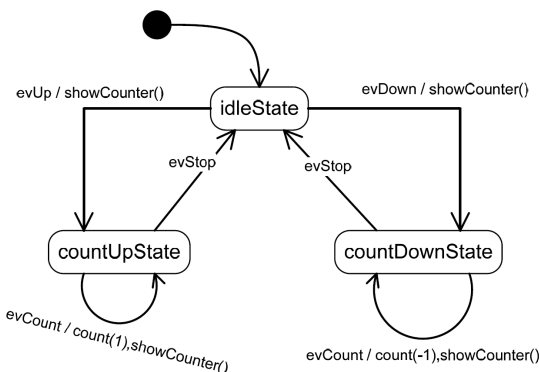 evUp / showCounter()
evDown / showCounter()
idleState
evStop
evStop
countUpState
countDownState
evCount / count(1),showCounter()
evCount / count(-1),showCounter()